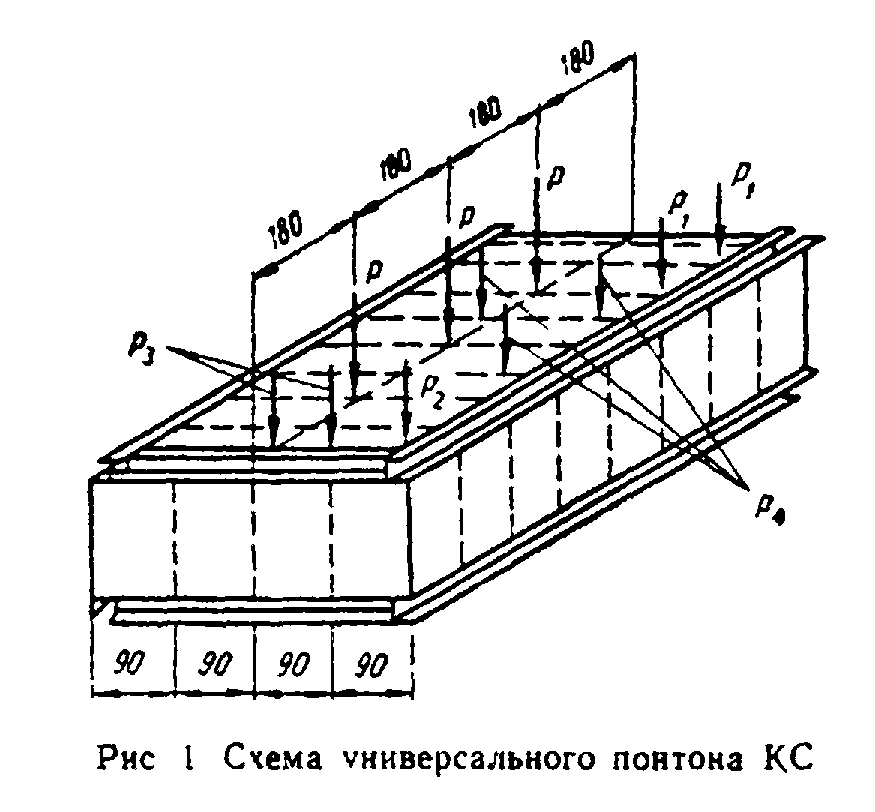 180
180
180
180
P
P
P
P₁
P₁
P₃
P₂
P₄
90 90 90 90
Рис 1 Схема универсального понтона КС